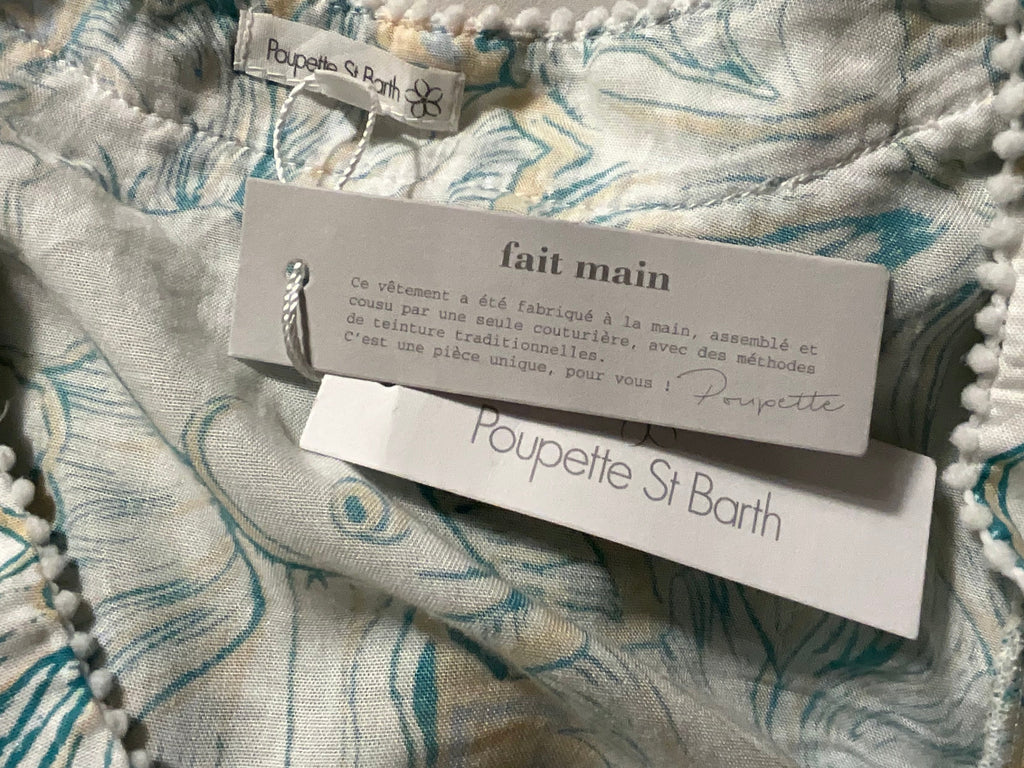 Poupette St Barth
fait main
Ce vêtement a été fabriqué à la main, assemblé et
cousu par une seule couturière, avec des méthodes
de teinture traditionnelles.
C'est une pièce unique, pour vous !
Poupette
Poupette St Barth